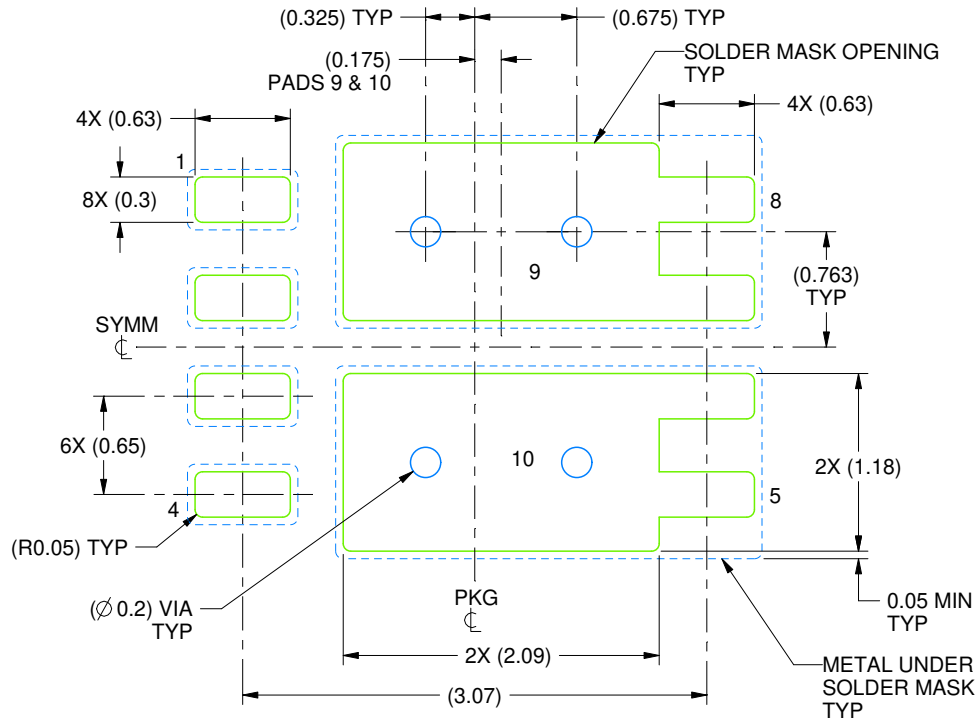 (0.325) TYP
(0.675) TYP
(0.175)
PADS 9 & 10
SOLDER MASK OPENING
TYP
4X (0.63)
4X (0.63)
1
8X (0.3)
8
9
(0.763)
TYP
SYMM
℄
6X (0.65)
10
2X (1.18)
4
5
(R0.05) TYP
(∅ 0.2) VIA
TYP
PKG
℄
0.05 MIN
TYP
2X (2.09)
METAL UNDER
SOLDER MASK
TYP
(3.07)